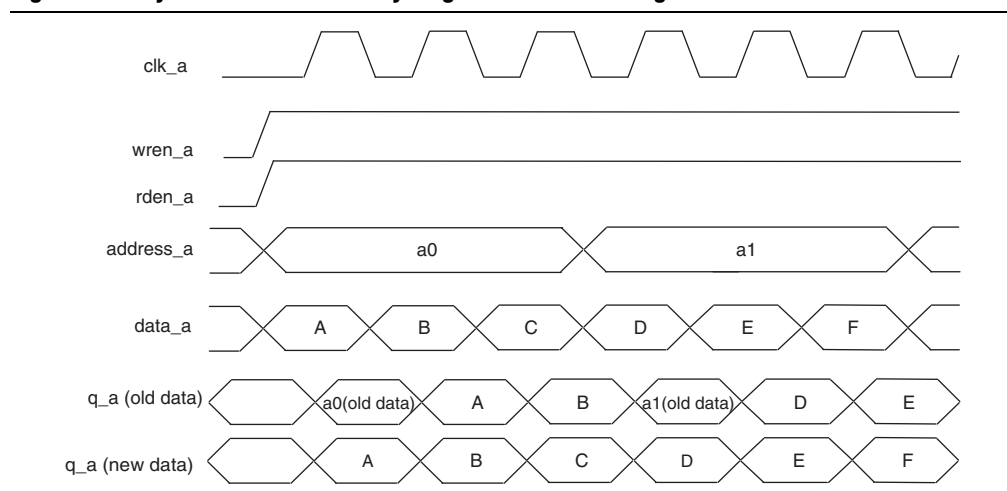 clk_a
wren_a
rden_a
address_a a0 a1
data_a A B C D E F
q_a (old data) a0(old data) A B a1(old data) D E
q_a (new data) A B C D E F